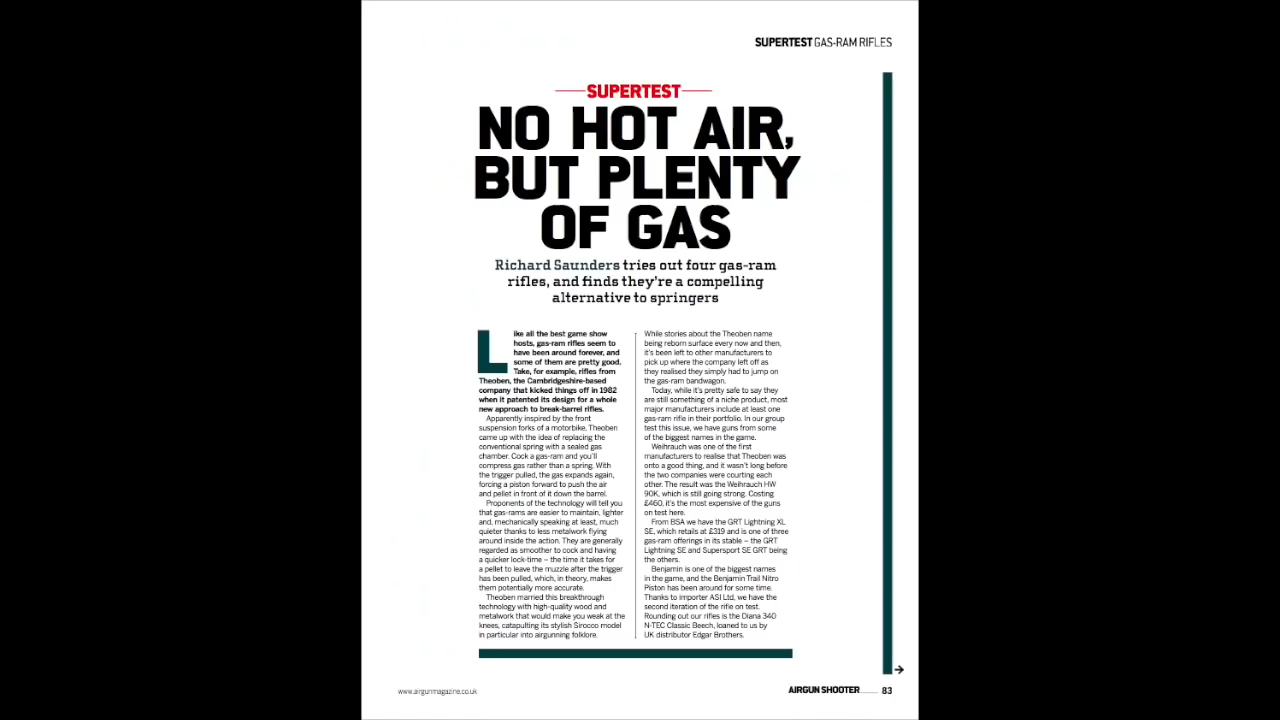 SUPERTEST GAS-RAM RIFLES
SUPERTEST
NO HOT AIR,
BUT PLENTY
OF GAS
Richard Saunders tries out four gas-ram
rifles, and finds they're a compelling
alternative to springers
Like all the best game show
hosts, gas-ram rifles seem to
have been around forever, and
some of them are pretty good.
Take, for example, rifles from
Theoben, the Cambridgeshire-based
company that kicked things off in 1982
when it patented its design for a whole
new approach to break-barrel rifles.
Apparently inspired by the front
suspension forks of a motorbike, Theoben
came up with the idea of replacing the
conventional spring with a sealed gas
chamber. Cock a gas-ram and you'll
compress gas rather than a spring. With
the trigger pulled, the gas expands again,
forcing a piston forward to push the air
and pellet in front of it down the barrel.
Proponents of the technology will tell you
that gas-rams are easier to maintain, lighter
and, mechanically speaking at least, much
quieter thanks to less metalwork flying
around inside the action. They are generally
regarded as smoother to cock and having
a quicker lock-time – the time it takes for
a pellet to leave the muzzle after the trigger
has been pulled, which, in theory, makes
them potentially more accurate.
Theoben married this breakthrough
technology with high-quality wood and
metalwork that would make you weak at the
knees, catapulting its stylish Sirocco model
in particular into airgunning folklore.
While stories about the Theoben name
being reborn surface every now and then,
it's been left to other manufacturers to
pick up where the company left off as
they realised they simply had to jump on
the gas-ram bandwagon.
Today, while it's pretty safe to say they
are still something of a niche product, most
major manufacturers include at least one
gas-ram rifle in their portfolio. In our group
test this issue, we have guns from some
of the biggest names in the game.
Weihrauch was one of the first
manufacturers to realise that Theoben was
onto a good thing, and it wasn't long before
the two companies were courting each
other. The result was the Weihrauch HW
90K, which is still going strong. Costing
£460, it's the most expensive of the guns
on test here.
From BSA we have the GRT Lightning XL
SE, which retails at £319 and is one of three
gas-ram offerings in its stable – the GRT
Lightning SE and Supersport SE GRT being
the others.
Benjamin is one of the biggest names
in the game, and the Benjamin Trail Nitro
Piston has been around for some time.
Thanks to importer ASI Ltd, we have the
second iteration of the rifle on test.
Rounding out our rifles is the Diana 340
N-TEC Classic Beech, loaned to us by
UK distributor Edgar Brothers.
www.airgunmagazine.co.uk
AIRGUN SHOOTER 83